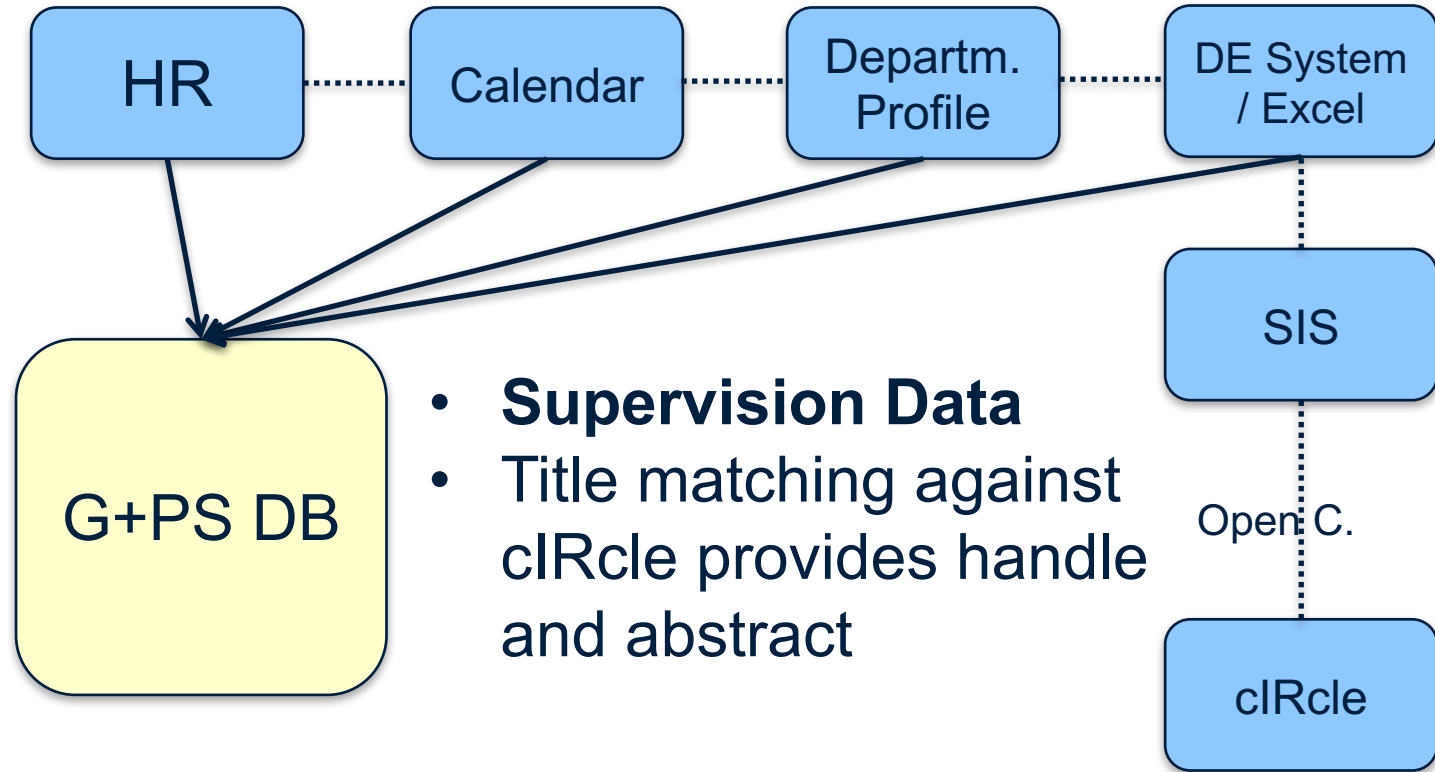 HR
Calendar
Departm.
Profile
DE System
/ Excel
SIS
G+PS DB
• Supervision Data
• Title matching against
cIRcle provides handle
and abstract
Open C.
cIRcle